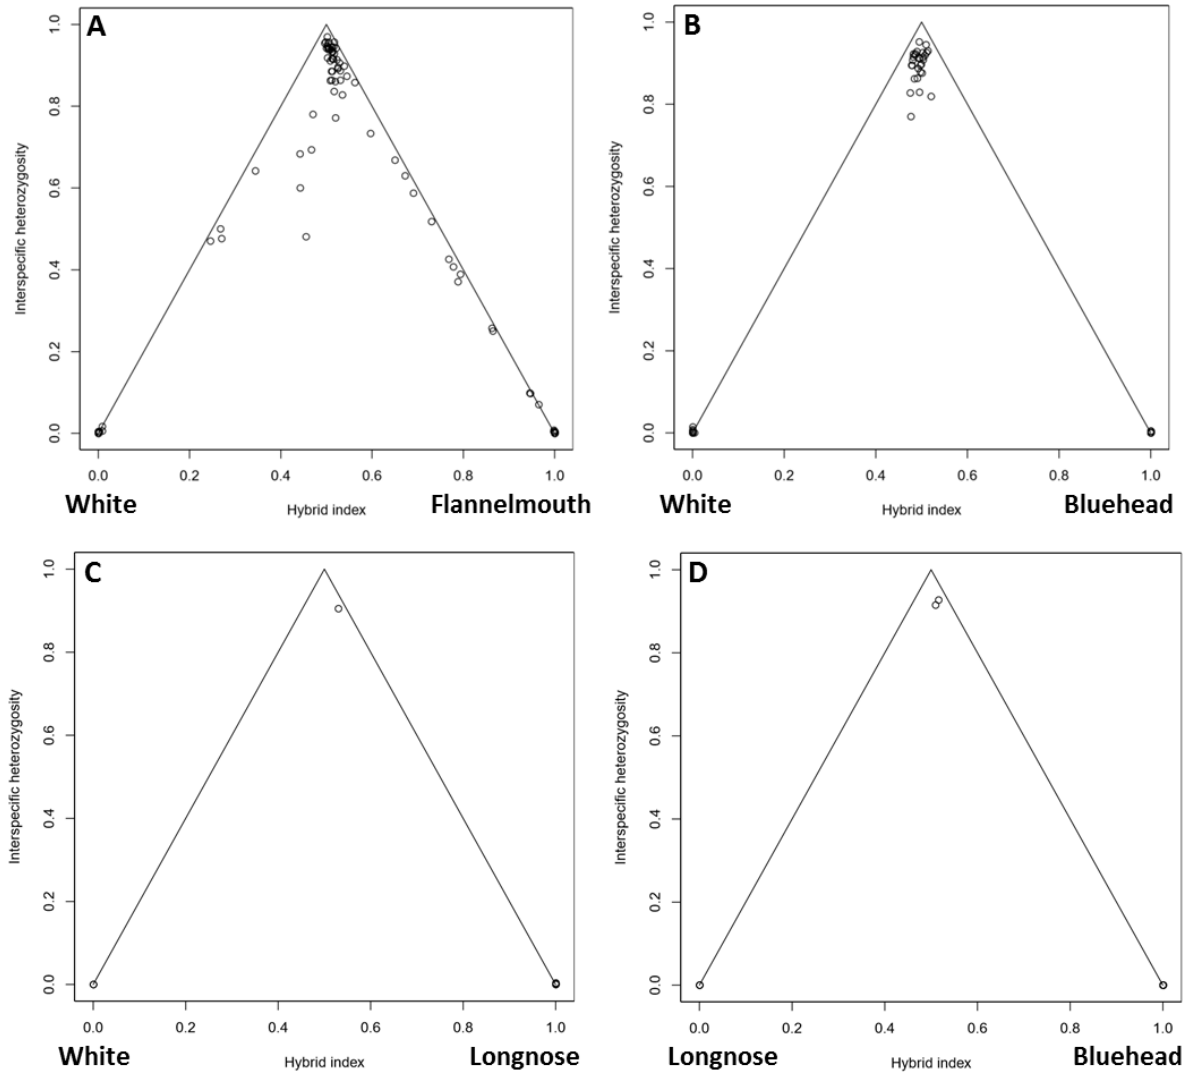 A
Interspecific heterozygosity
1.0
0.8
0.6
0.4
0.2
0.0
0.0 0.2 0.4 0.6 0.8 1.0
White Hybrid index Flannelmouth
B
Interspecific heterozygosity
1.0
0.8
0.6
0.4
0.2
0.0
0.0 0.2 0.4 0.6 0.8 1.0
White Hybrid index Bluehead
C
Interspecific heterozygosity
1.0
0.8
0.6
0.4
0.2
0.0
0.0 0.2 0.4 0.6 0.8 1.0
White Hybrid index Longnose
D
Interspecific heterozygosity
1.0
0.8
0.6
0.4
0.2
0.0
0.0 0.2 0.4 0.6 0.8 1.0
Longnose Hybrid index Bluehead